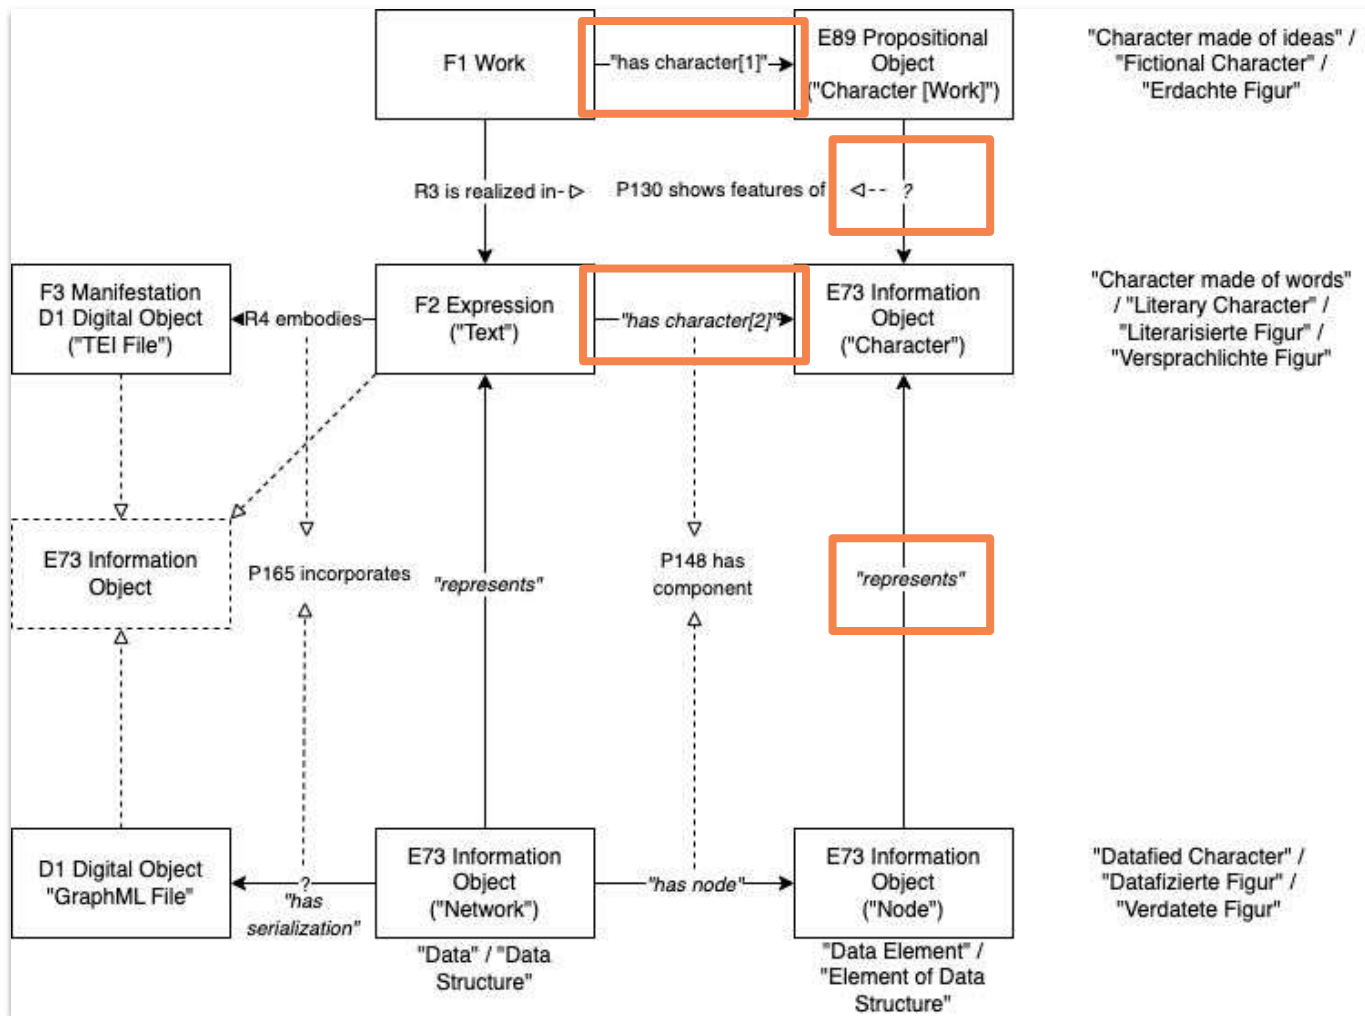 F1 Work
"has character[1]"
E89 Propositional
Object
("Character [Work]")
"Character made of ideas" /
"Fictional Character" /
"Erdachte Figur"
R3 is realized in
P130 shows features of
?
F3 Manifestation
D1 Digital Object
("TEI File")
R4 embodies
F2 Expression
("Text")
"has character[2]"
E73 Information
Object
("Character")
"Character made of words"
/ "Literary Character" /
"Literarisierte Figur" /
"Versprachlichte Figur"
E73 Information
Object
P165 incorporates
"represents"
P148 has
component
"represents"
D1 Digital Object
"GraphML File"
?
"has
serialization"
E73 Information
Object
("Network")
"Data" / "Data
Structure"
"has node"
E73 Information
Object
("Node")
"Data Element" /
"Element of Data
Structure"
"Datafied Character" /
"Datafizierte Figur" /
"Verdatete Figur"